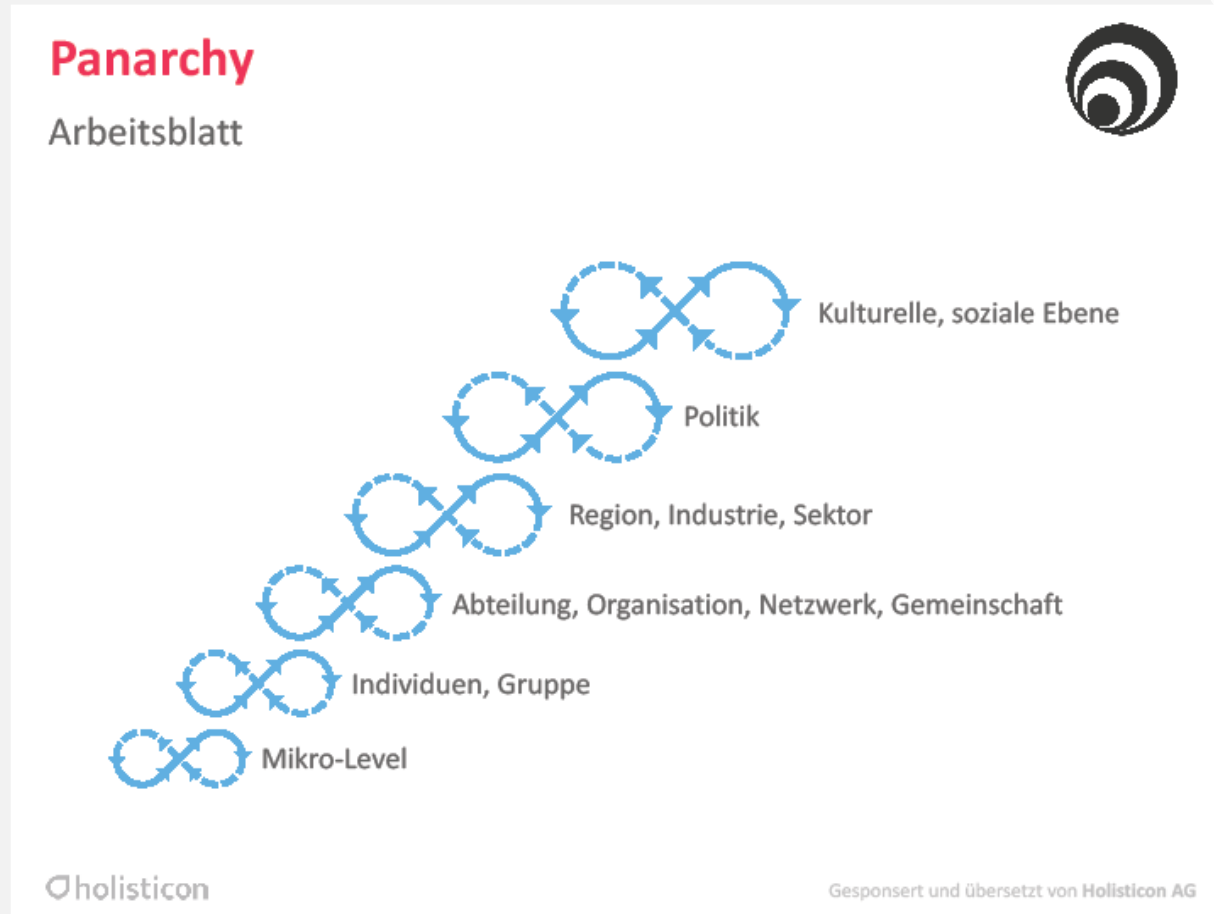 Panarchy
Arbeitsblatt
Kulturelle, soziale Ebene
Politik
Region, Industrie, Sektor
Abteilung, Organisation, Netzwerk, Gemeinschaft
Individuen, Gruppe
Mikro-Level
holisticon
Gesponsert und übersetzt von Holisticon AG